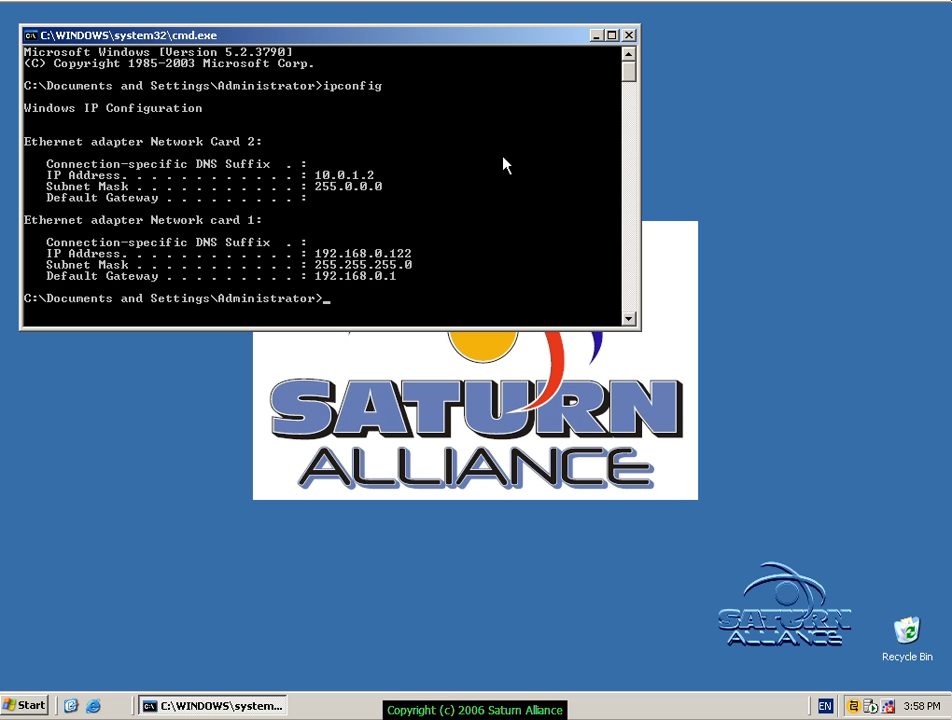 C:\WINDOWS\system32\cmd.exe
Microsoft Windows [Version 5.2.3790]
(C) Copyright 1985-2003 Microsoft Corp.
C:\Documents and Settings\Administrator>ipconfig
Windows IP Configuration
Ethernet adapter Network Card 2:
Connection-specific DNS Suffix  . :
IP Address. . . . . . . . . . . . : 10.0.1.2
Subnet Mask . . . . . . . . . . . : 255.0.0.0
Default Gateway . . . . . . . . . :
Ethernet adapter Network card 1:
Connection-specific DNS Suffix  . :
IP Address. . . . . . . . . . . . : 192.168.0.122
Subnet Mask . . . . . . . . . . . : 255.255.255.0
Default Gateway . . . . . . . . . : 192.168.0.1
C:\Documents and Settings\Administrator>_
SATURN
ALLIANCE
SATURN
ALLIANCE
Recycle Bin
Start
C:\WINDOWS\system...
Copyright (c) 2006 Saturn Alliance
EN
3:58 PM